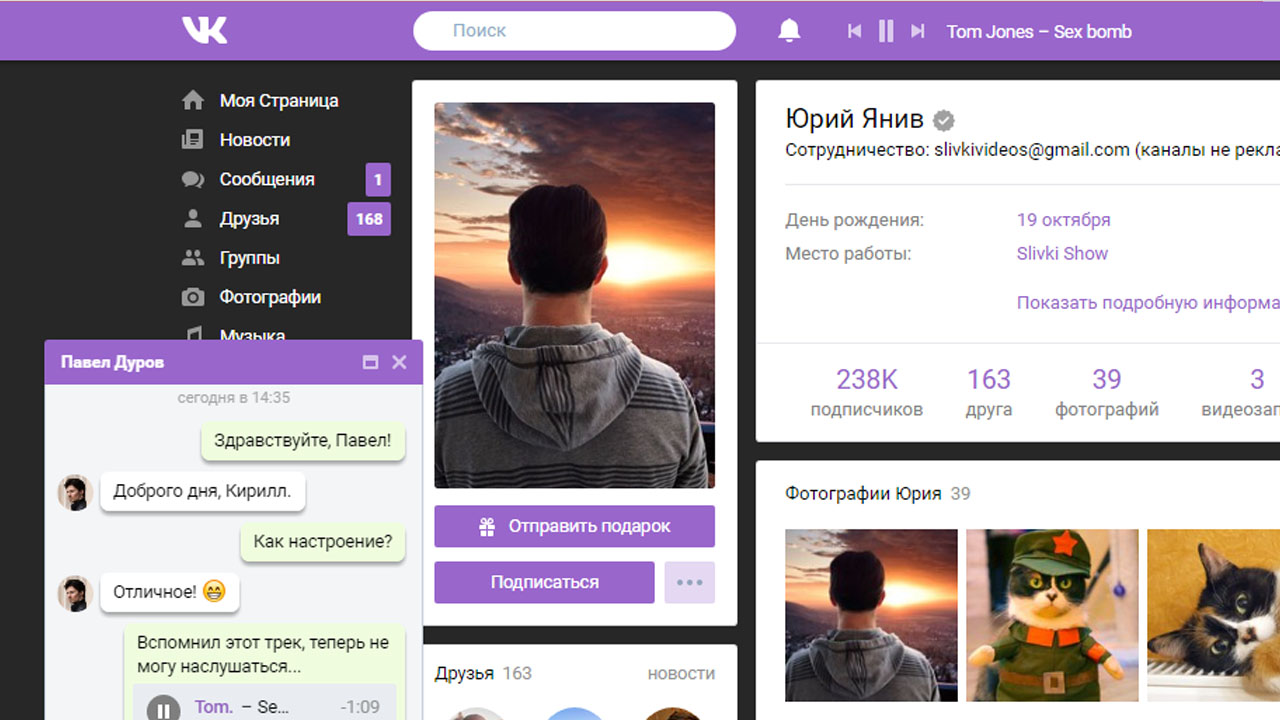 VK
Поиск
Tom Jones – Sex bomb
Моя Страница
Новости
Сообщения 1
Друзья 168
Группы
Фотографии
Музыка
Павел Дуров
сегодня в 14:35
Здравствуйте, Павел!
Доброго дня, Кирилл.
Как настроение?
Отличное! 😁
Вспомнил этот трек, теперь не
могу наслушаться...
Tom. – Se... -1:09
Отправить подарок
Подписаться
Друзья 163 новости
Юрий Янив
Сотрудничество: slivkivideos@gmail.com (каналы не рекла
День рождения: 19 октября
Место работы: Slivki Show
Показать подробную информа
238K 163 39 3
подписчиков друга фотографий видеозап
Фотографии Юрия 39